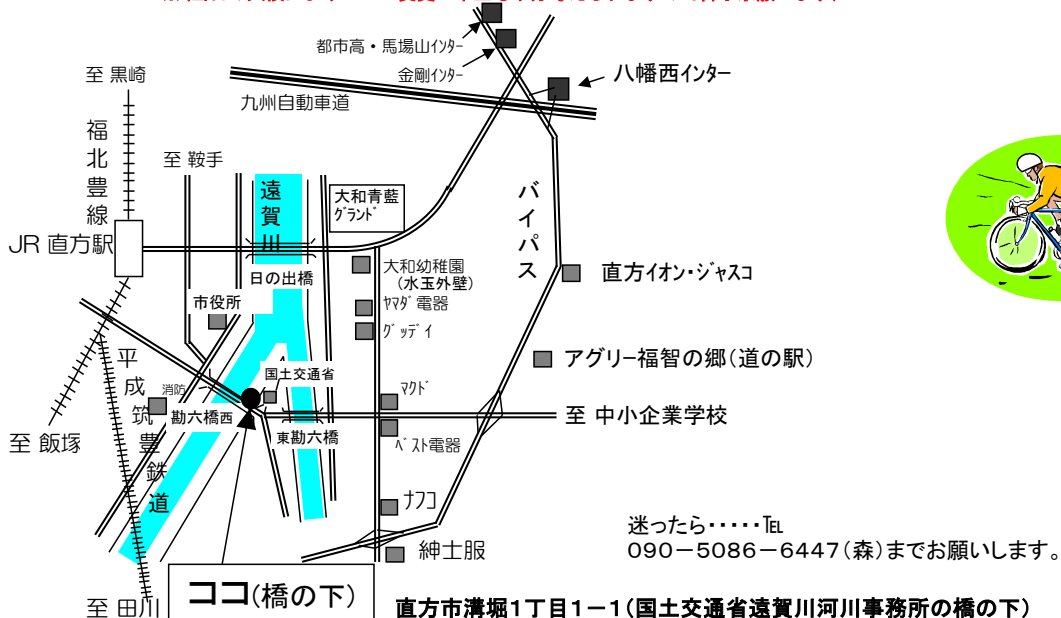 都市高・馬場山インター
金剛インター
八幡西インター
至 黒崎
九州自動車道
福北豊線
至 鞍手
遠賀川
大和青藍
グランド
バイパス
JR 直方駅
日の出橋
大和幼稚園
(水玉外壁)
直方イオン・ジャスコ
市役所
ヤマダ電器
グッデイ
アグリー福智の郷(道の駅)
平成筑豊鉄道
国土交通省
消防
マクド
勘六橋西
東勘六橋
至 中小企業学校
至 飯塚
ベスト電器
ナフコ
紳士服
迷ったら・・・・・℡
090-5086-6447(森)までお願いします。
ココ(橋の下)
至 田川
直方市溝堀1丁目1-1(国土交通省遠賀川河川事務所の橋の下)